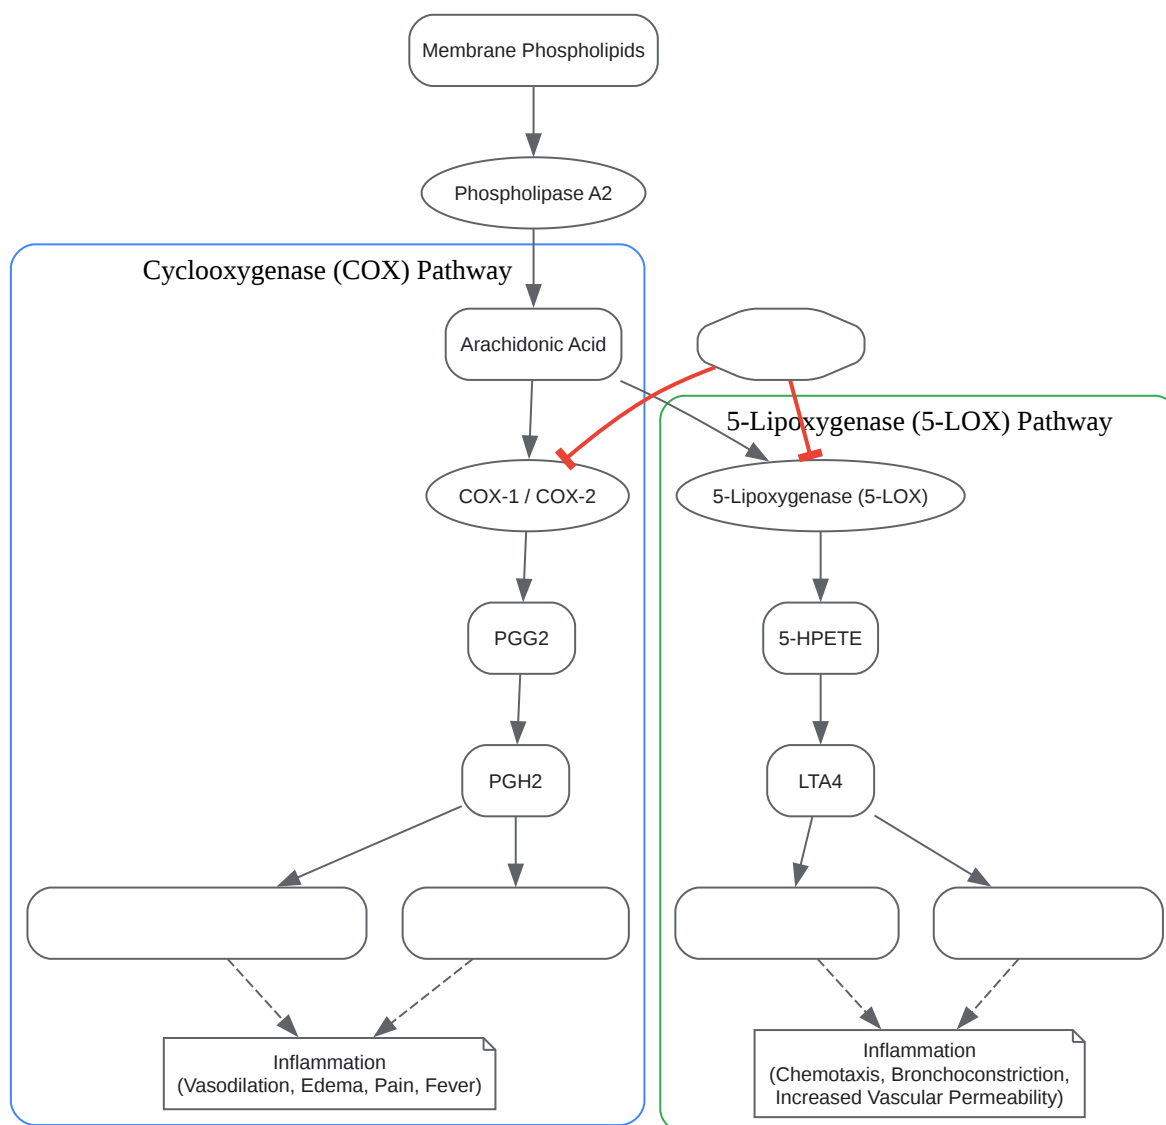 Membrane Phospholipids
Phospholipase A2
Cyclooxygenase (COX) Pathway
Arachidonic Acid
5-Lipoxygenase (5-LOX) Pathway
COX-1 / COX-2
5-Lipoxygenase (5-LOX)
PGG2
5-HPETE
PGH2
LTA4
Inflammation
(Vasodilation, Edema, Pain, Fever)
Inflammation
(Chemotaxis, Bronchoconstriction,
Increased Vascular Permeability)